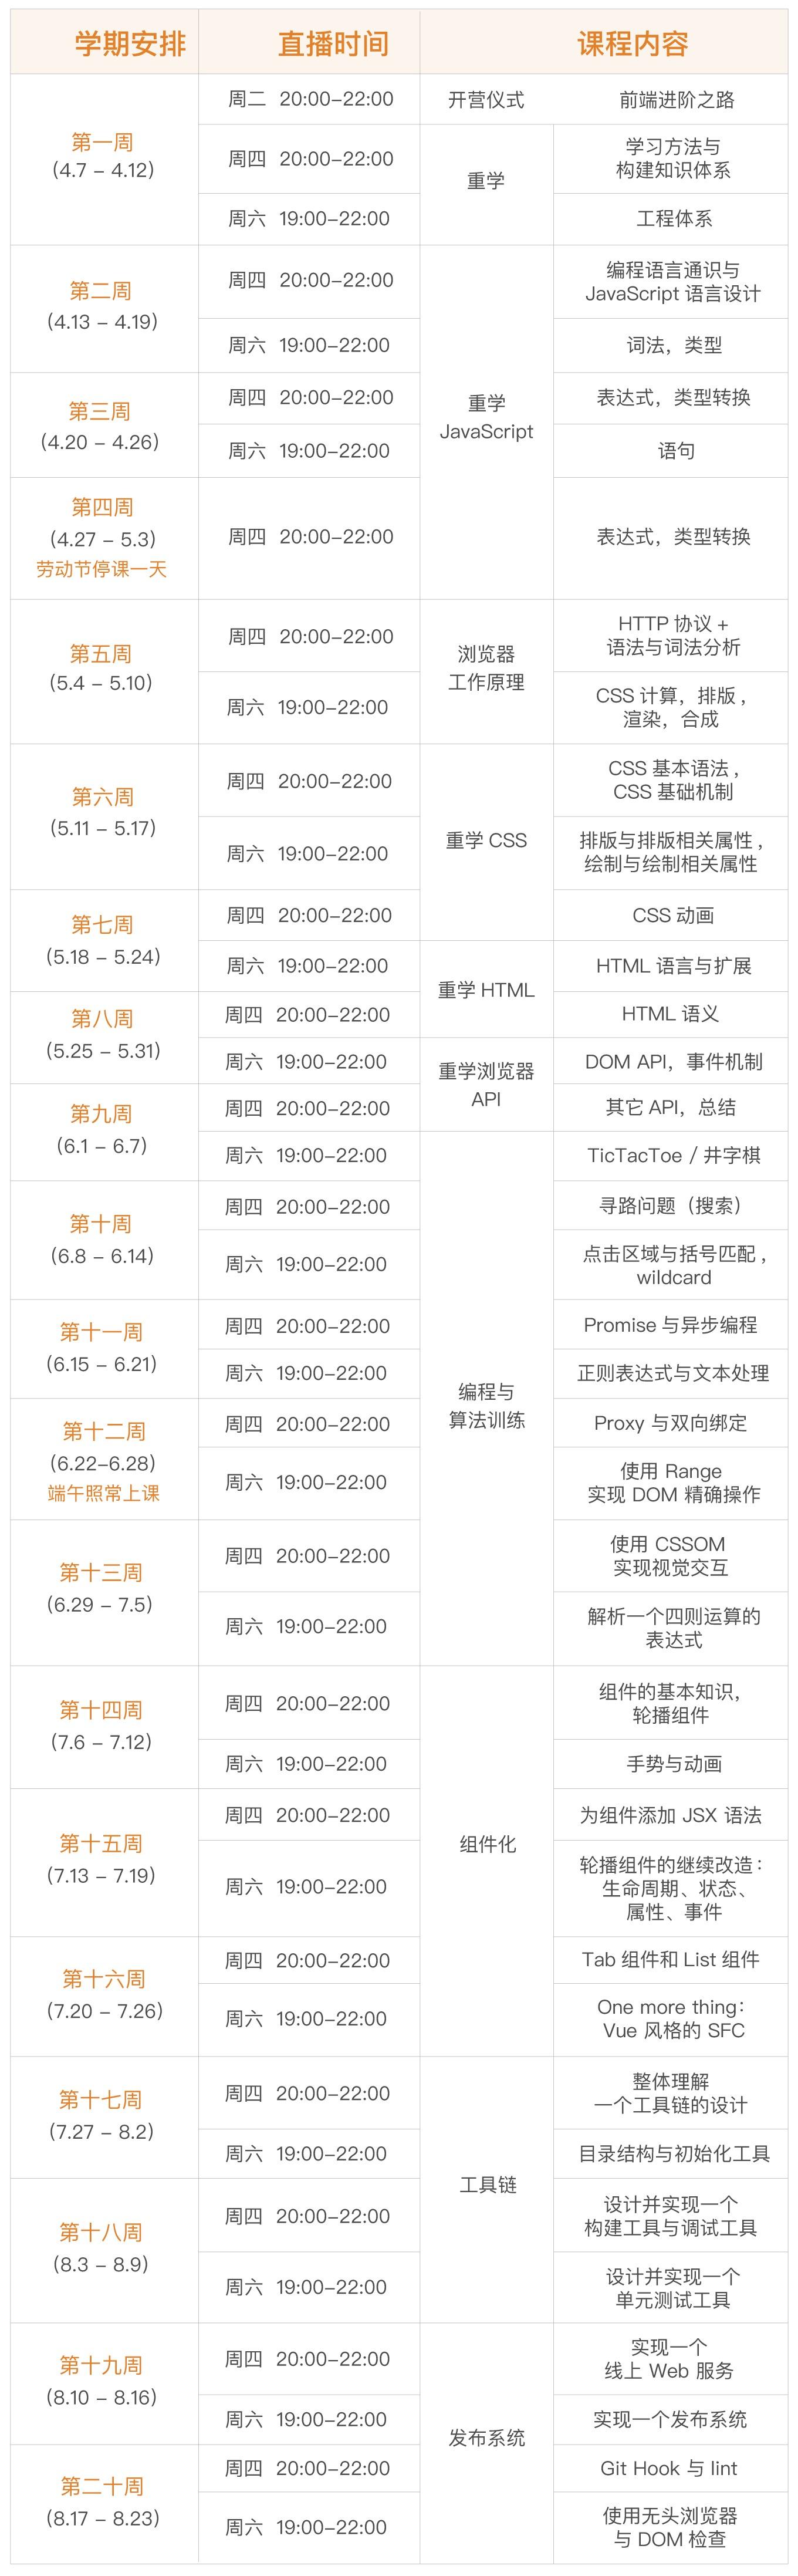 学期安排 直播时间 课程内容
第一周
(4.7 – 4.12)
周二 20:00–22:00 开营仪式 前端进阶之路
周四 20:00–22:00
重学
学习方法与
构建知识体系
周六 19:00–22:00 工程体系
第二周
(4.13 – 4.19)
周四 20:00–22:00
重学
JavaScript
编程语言通识与
JavaScript 语言设计
周六 19:00–22:00 词法，类型
第三周
(4.20 – 4.26)
周四 20:00–22:00 表达式，类型转换
周六 19:00–22:00 语句
第四周
(4.27 – 5.3)
劳动节停课一天
周四 20:00–22:00 表达式，类型转换
第五周
(5.4 – 5.10)
周四 20:00–22:00
浏览器
工作原理
HTTP 协议 +
语法与词法分析
周六 19:00–22:00
CSS 计算，排版，
渲染，合成
第六周
(5.11 – 5.17)
周四 20:00–22:00
重学 CSS
CSS 基本语法，
CSS 基础机制
周六 19:00–22:00
排版与排版相关属性，
绘制与绘制相关属性
第七周
(5.18 – 5.24)
周四 20:00–22:00 CSS 动画
周六 19:00–22:00
重学 HTML
HTML 语言与扩展
第八周
(5.25 – 5.31)
周四 20:00–22:00 HTML 语义
周六 19:00–22:00
重学浏览器
API
DOM API，事件机制
第九周
(6.1 – 6.7)
周四 20:00–22:00 其它 API，总结
周六 19:00–22:00
编程与
算法训练
TicTacToe / 井字棋
第十周
(6.8 – 6.14)
周四 20:00–22:00 寻路问题（搜索）
周六 19:00–22:00
点击区域与括号匹配，
wildcard
第十一周
(6.15 – 6.21)
周四 20:00–22:00 Promise 与异步编程
周六 19:00–22:00 正则表达式与文本处理
第十二周
(6.22–6.28)
端午照常上课
周四 20:00–22:00 Proxy 与双向绑定
周六 19:00–22:00
使用 Range
实现 DOM 精确操作
第十三周
(6.29 – 7.5)
周四 20:00–22:00
使用 CSSOM
实现视觉交互
周六 19:00–22:00
解析一个四则运算的
表达式
第十四周
(7.6 – 7.12)
周四 20:00–22:00
组件化
组件的基本知识，
轮播组件
周六 19:00–22:00 手势与动画
第十五周
(7.13 – 7.19)
周四 20:00–22:00 为组件添加 JSX 语法
周六 19:00–22:00
轮播组件的继续改造：
生命周期、状态、
属性、事件
第十六周
(7.20 – 7.26)
周四 20:00–22:00 Tab 组件和 List 组件
周六 19:00–22:00
One more thing：
Vue 风格的 SFC
第十七周
(7.27 – 8.2)
周四 20:00–22:00
工具链
整体理解
一个工具链的设计
周六 19:00–22:00 目录结构与初始化工具
第十八周
(8.3 – 8.9)
周四 20:00–22:00
设计并实现一个
构建工具与调试工具
周六 19:00–22:00
设计并实现一个
单元测试工具
第十九周
(8.10 – 8.16)
周四 20:00–22:00
发布系统
实现一个
线上 Web 服务
周六 19:00–22:00 实现一个发布系统
第二十周
(8.17 – 8.23)
周四 20:00–22:00 Git Hook 与 lint
周六 19:00–22:00
使用无头浏览器
与 DOM 检查